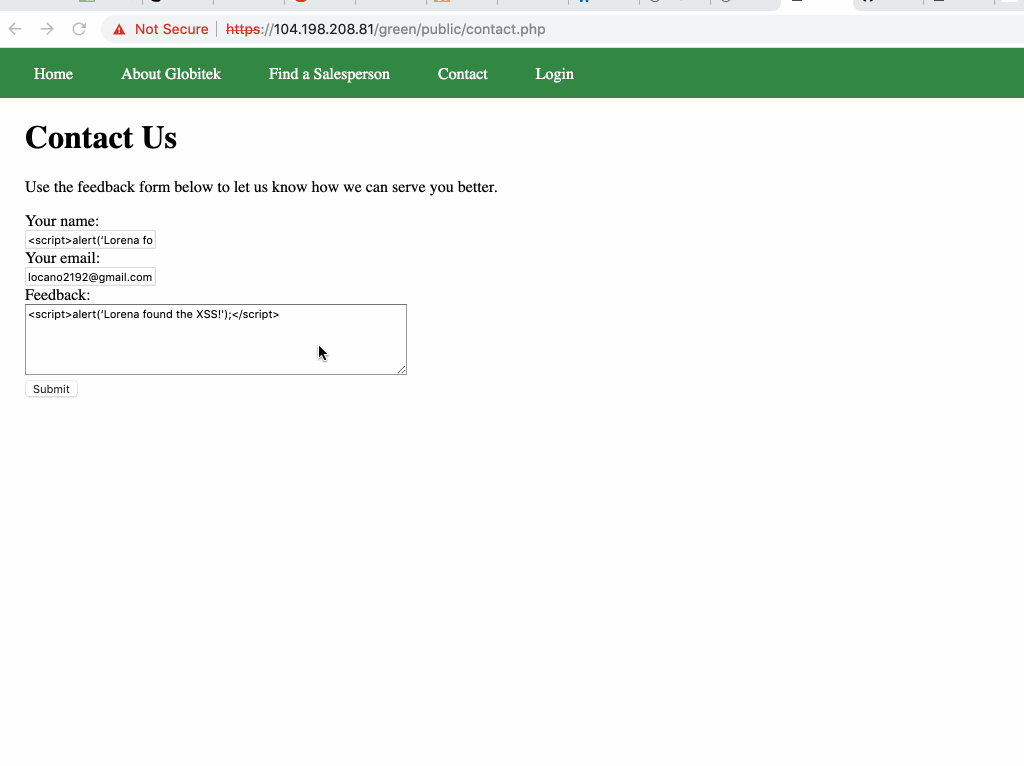 Not Secure | https://104.198.208.81/green/public/contact.php
Home About Globitek Find a Salesperson Contact Login
Contact Us
Use the feedback form below to let us know how we can serve you better.
Your name:
<script>alert(‘Lorena fo
Your email:
locano2192@gmail.com
Feedback:
<script>alert(‘Lorena found the XSS!');</script>
Submit